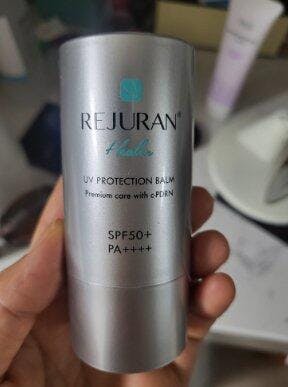 REJURAN®
Healer
UV PROTECTION BALM
Premium care with c-PDRN
SPF50+
PA++++